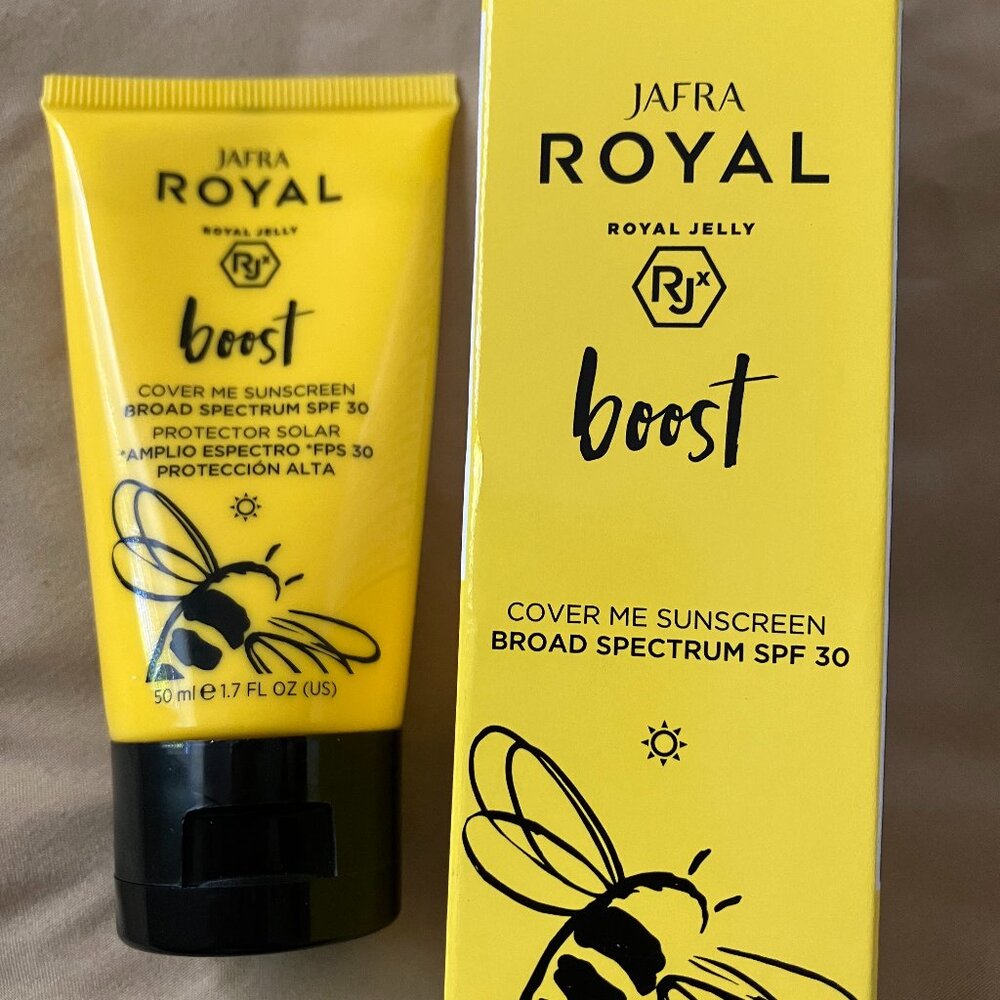 JAFRA
ROYAL
ROYAL JELLY
RJx
boost
COVER ME SUNSCREEN
BROAD SPECTRUM SPF 30
PROTECTOR SOLAR
*AMPLIO ESPECTRO *FPS 30
PROTECCIÓN ALTA
50 ml e 1.7 FL OZ (US)
JAFRA
ROYAL
ROYAL JELLY
RJx
boost
COVER ME SUNSCREEN
BROAD SPECTRUM SPF 30